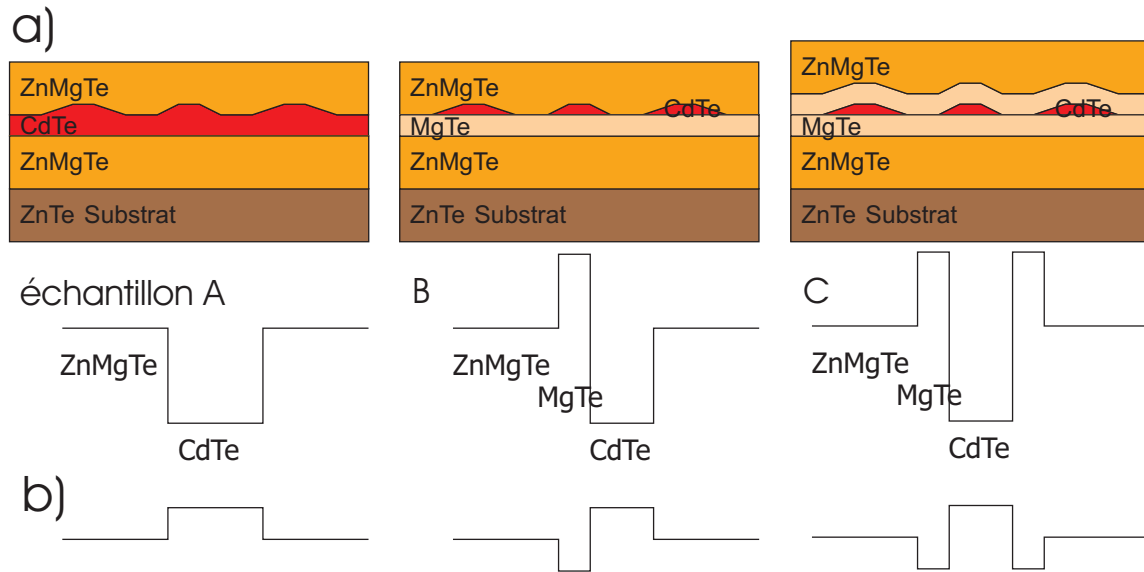 a)
ZnMgTe
CdTe
ZnMgTe
ZnTe Substrat
ZnMgTe
CdTe
MgTe
ZnMgTe
ZnTe Substrat
ZnMgTe
CdTe
MgTe
ZnMgTe
ZnTe Substrat
échantillon A
B
C
ZnMgTe
CdTe
ZnMgTe
MgTe
CdTe
ZnMgTe
MgTe
CdTe
b)